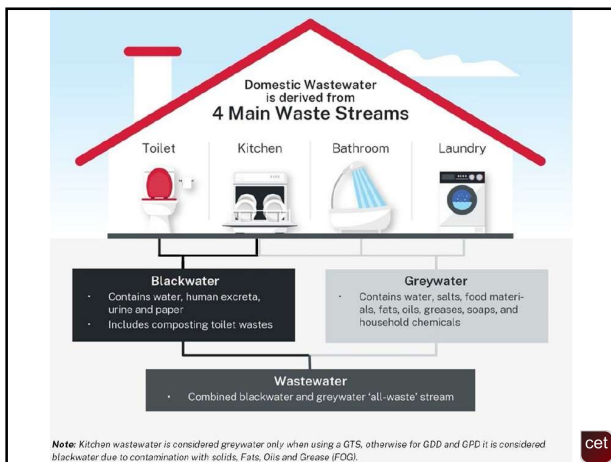 Domestic Wastewater
is derived from
4 Main Waste Streams
Toilet
Kitchen
Bathroom
Laundry
Blackwater
• Contains water, human excreta,
urine and paper
• Includes composting toilet wastes
Greywater
• Contains water, salts, food materi-
als, fats, oils, greases, soaps, and
household chemicals
Wastewater
• Combined blackwater and greywater ‘all-waste’ stream
Note: Kitchen wastewater is considered greywater only when using a GTS, otherwise for GDD and GPD it is considered
blackwater due to contamination with solids, Fats, Oils and Grease (FOG).
cet